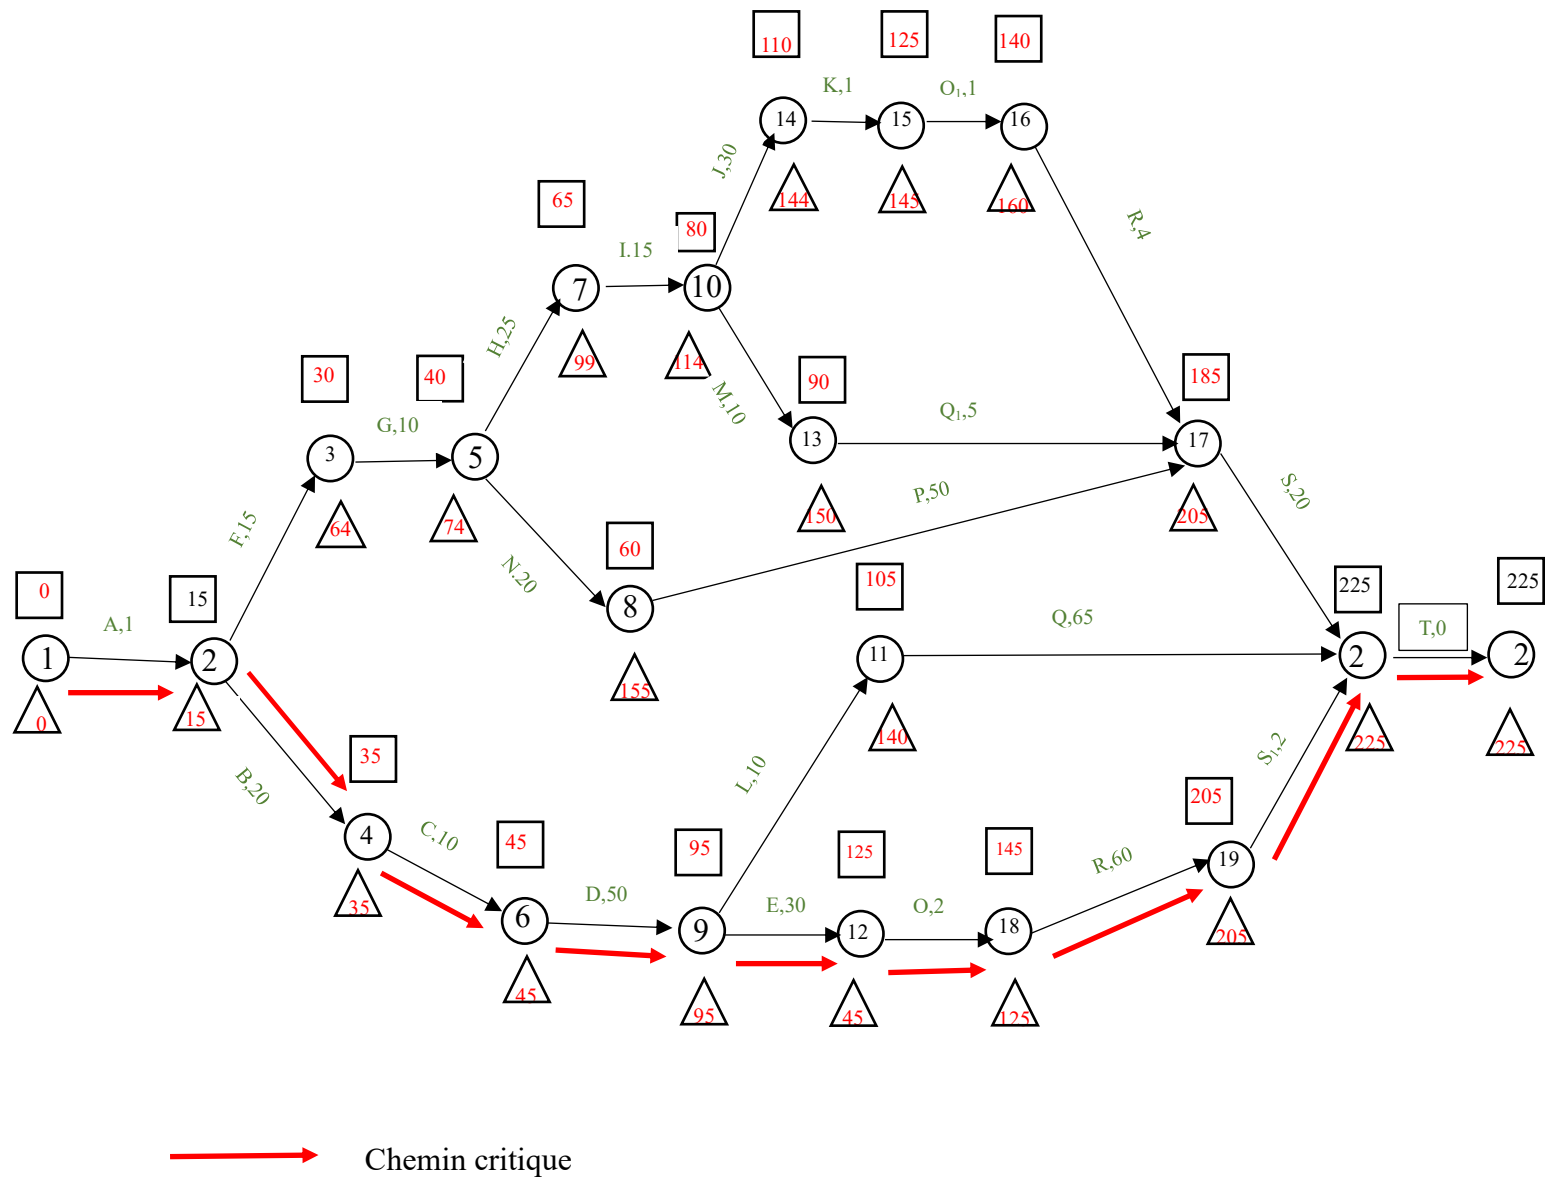 110
125
140
K,1
O₁,1
14
15
16
J,30
144
145
160
65
80
R,4
I.15
7
10
H,25
99
114
30
40
90
185
M,10
G,10
Q₁,5
3
5
13
17
P,50
S,20
64
74
150
205
F,15
60
N.20
0
15
105
225
225
A,1
8
Q,65
T,0
1
2
11
2
2
155
0
15
140
225
225
35
B,20
L,10
S₁,2
205
4
C,10
45
95
125
145
R,60
19
35
D,50
E,30
O,2
6
9
12
18
205
45
95
45
125
Chemin critique